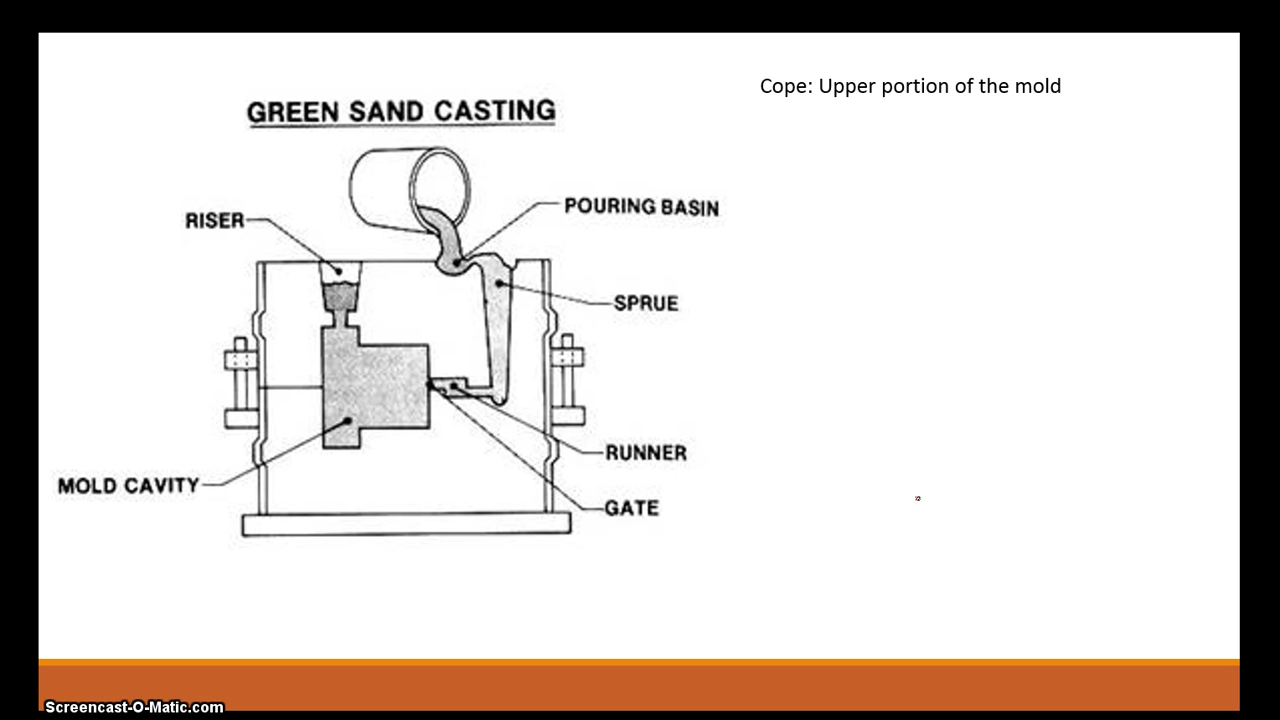 Cope: Upper portion of the mold
GREEN SAND CASTING
RISER
POURING BASIN
SPRUE
RUNNER
MOLD CAVITY
GATE
Screencast-O-Matic.com